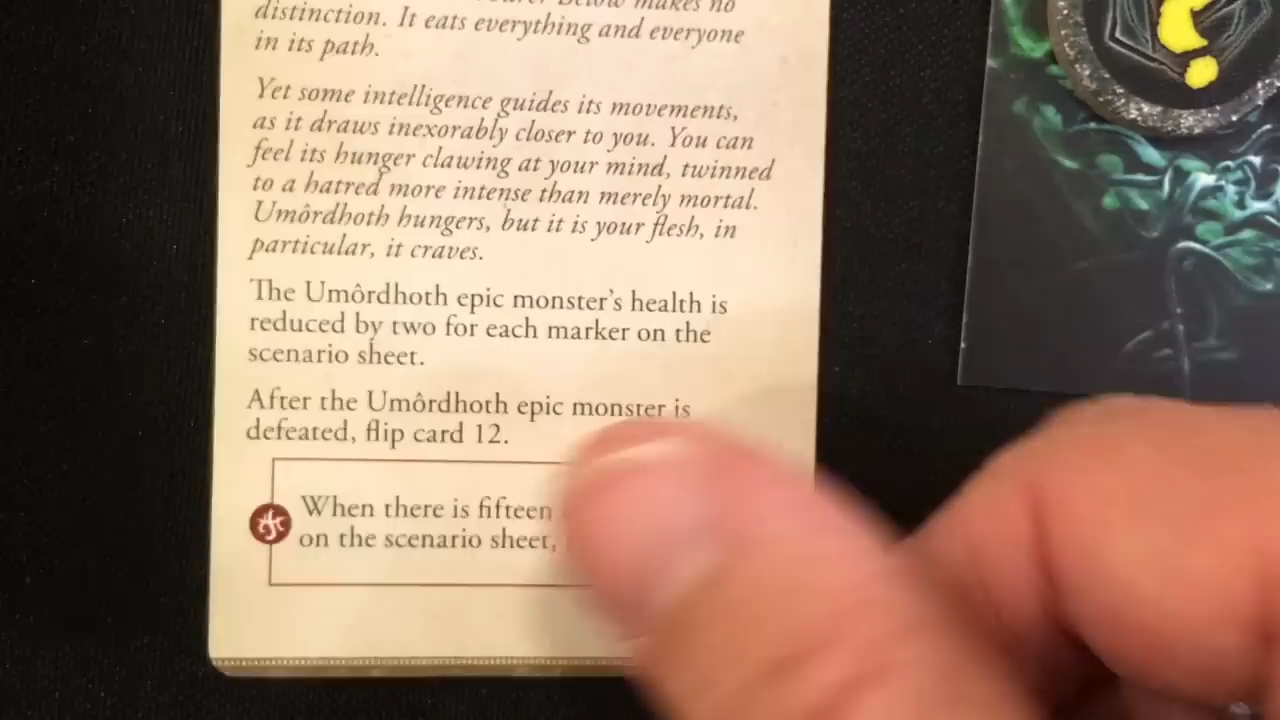 makes no
distinction. It eats everything and everyone
in its path.
Yet some intelligence guides its movements,
as it draws inexorably closer to you. You can
feel its hunger clawing at your mind, twinned
to a hatred more intense than merely mortal.
Umôrdhoth hungers, but it is your flesh, in
particular, it craves.
The Umôrdhoth epic monster's health is
reduced by two for each marker on the
scenario sheet.
After the Umôrdhoth epic monster is
defeated, flip card 12.
When there is fifteen
on the scenario sheet,
?